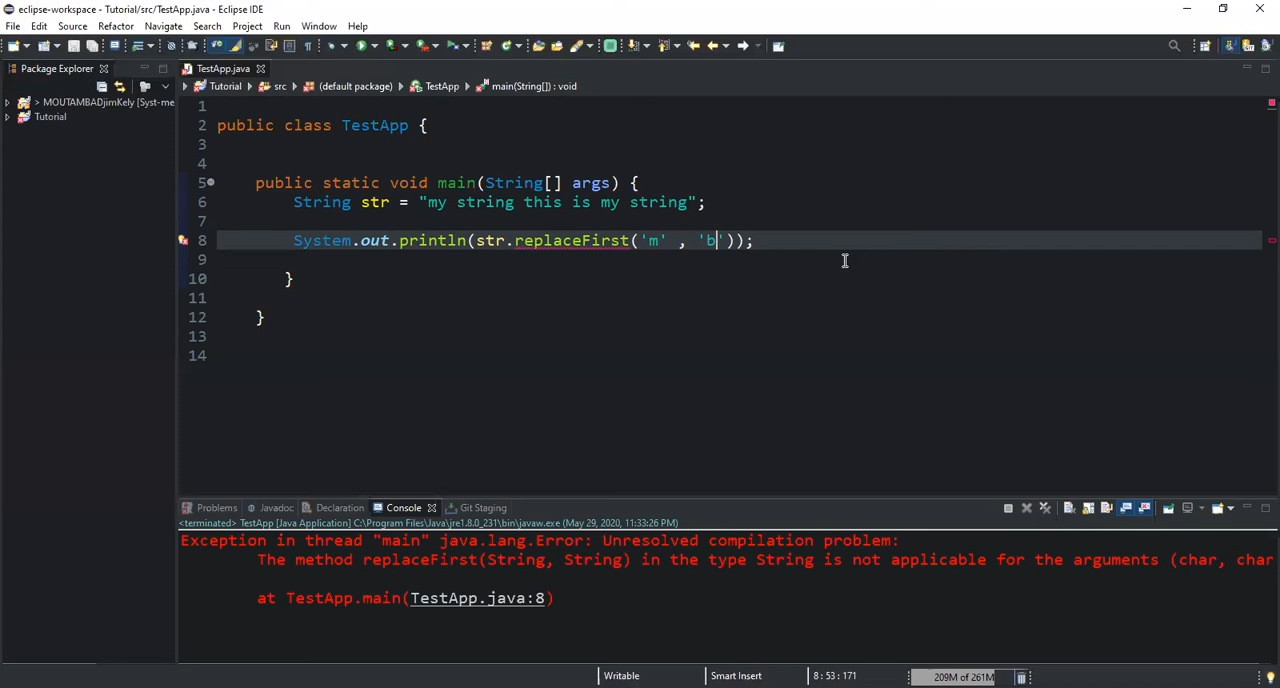 eclipse-workspace - Tutorial/src/TestApp.java - Eclipse IDE
File Edit Source Refactor Navigate Search Project Run Window Help
Package Explorer
TestApp.java
Tutorial src (default package) TestApp main(String[]) : void
> MOUTAMBADjimKely [Syst-me
Tutorial
1
2 public class TestApp {
3
4
5 public static void main(String[] args) {
6 String str = "my string this is my string";
7
8 System.out.println(str.replaceFirst('m' , 'b'));
9
10 }
11
12 }
13
14
Problems Javadoc Declaration Console Git Staging
<terminated> TestApp [Java Application] C:\Program Files\Java\jre1.8.0_231\bin\javaw.exe (May 29, 2020, 11:33:26 PM)
Exception in thread "main" java.lang.Error: Unresolved compilation problem:
The method replaceFirst(String, String) in the type String is not applicable for the arguments (char, char
at TestApp.main(TestApp.java:8)
Writable Smart Insert 8 : 53 : 171 209M of 261M